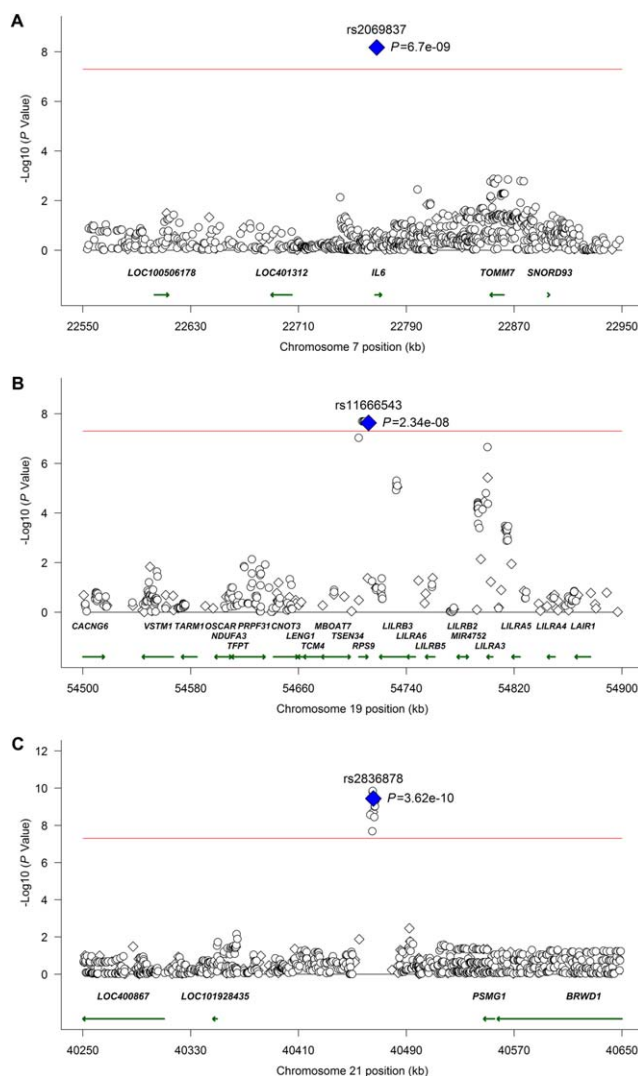 A
rs2069837
P=6.7e-09
-Log10 (P Value)
8
6
4
2
0
LOC100506178 LOC401312 IL6 TOMM7 SNORD93
22550 22630 22710 22790 22870 22950
Chromosome 7 position (kb)
B
rs11666543
P=2.34e-08
-Log10 (P Value)
8
6
4
2
0
CACNG6 VSTM1 TARM1 OSCAR PRPF31 CNOT3 MBOAT7 LILRB3 LILRB2 LILRA5 LILRA4 LAIR1
NDUFA3 LENG1 TSEN34 LILRA6 MIR4752
TFPT TCM4 RPS9 LILRB5 LILRA3
54500 54580 54660 54740 54820 54900
Chromosome 19 position (kb)
C
rs2836878
P=3.62e-10
-Log10 (P Value)
12
10
8
6
4
2
0
LOC400867 LOC101928435 PSMG1 BRWD1
40250 40330 40410 40490 40570 40650
Chromosome 21 position (kb)